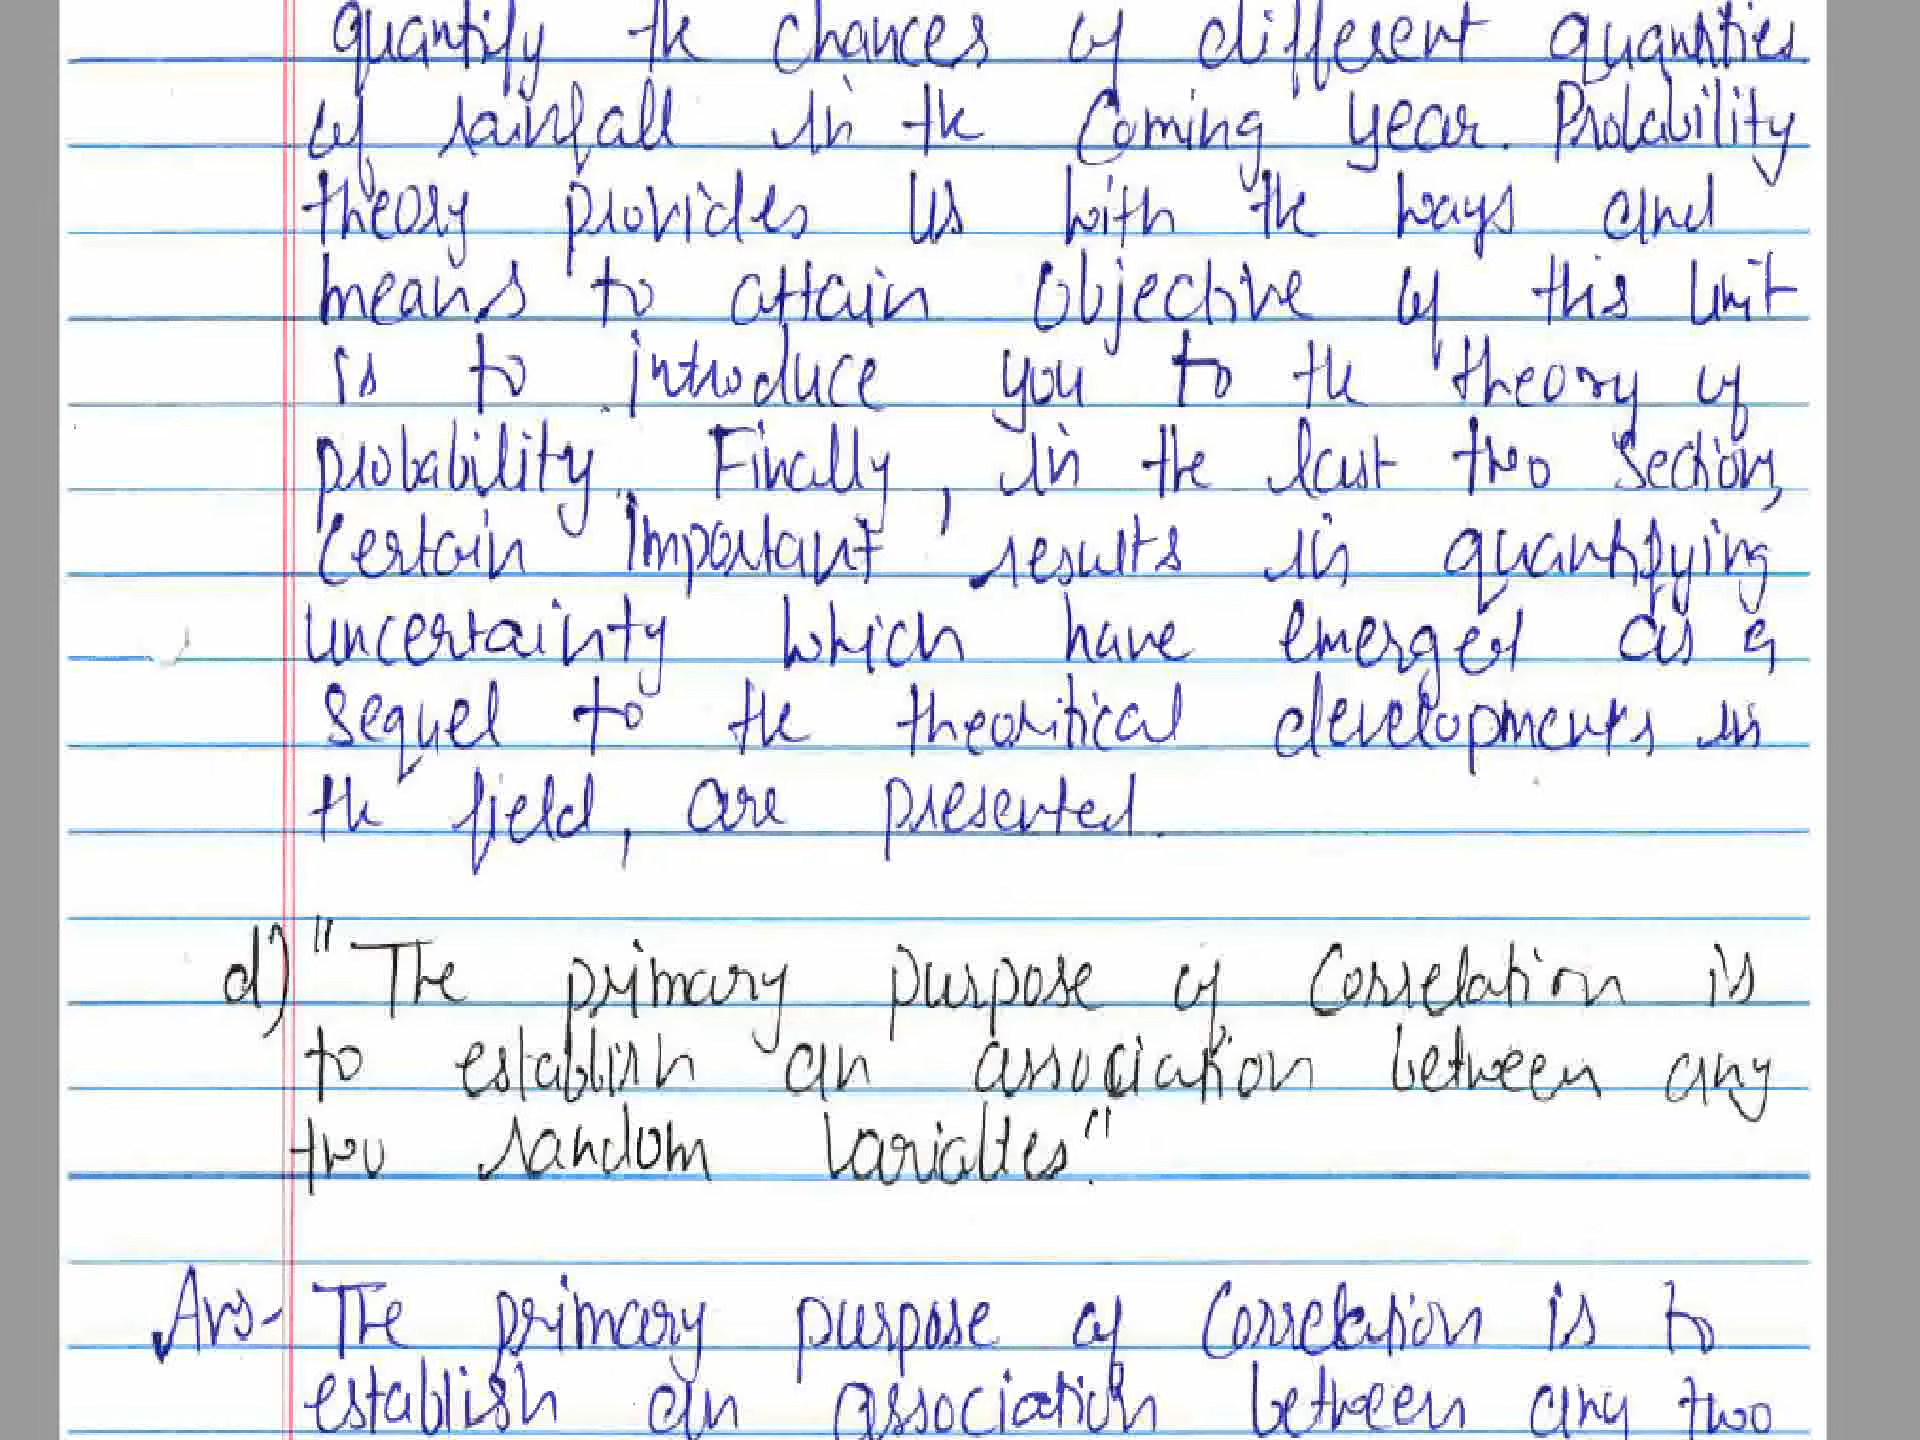 quantify the chances of different quantities
of rainfall in the coming year. Probability
theory provides us with the ways and
means to attain objective of this unit
is to introduce you to the theory of
probability. Finally, in the last two section,
certain important results in quantifying
uncertainty which have emerged as a
sequel to the theoritical developments in
the field, are presented.
d) "The primary purpose of Correlation is
to establish an association between any
two random variables".
Ans- The primary purpose of Correlation is to
establish an association between any two